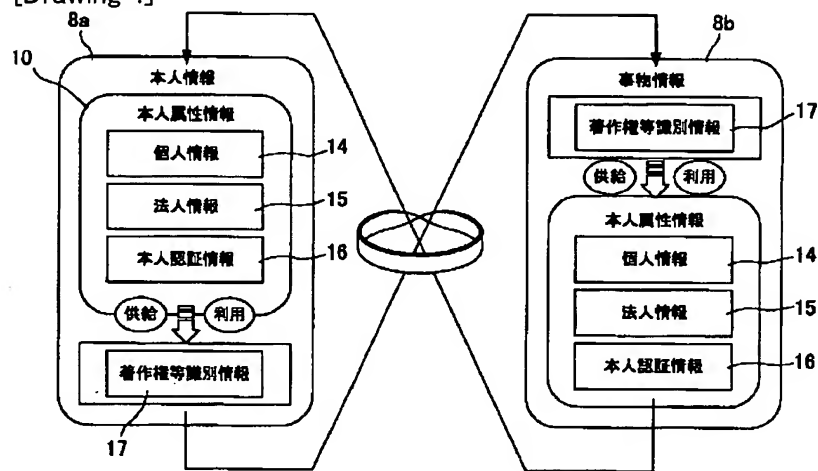 8a
10
本人情報
本人属性情報
個人情報
14
法人情報
15
本人認証情報
16
供給
利用
著作権等識別情報
17
8b
事物情報
著作権等識別情報
17
供給
利用
本人属性情報
個人情報
14
法人情報
15
本人認証情報
16